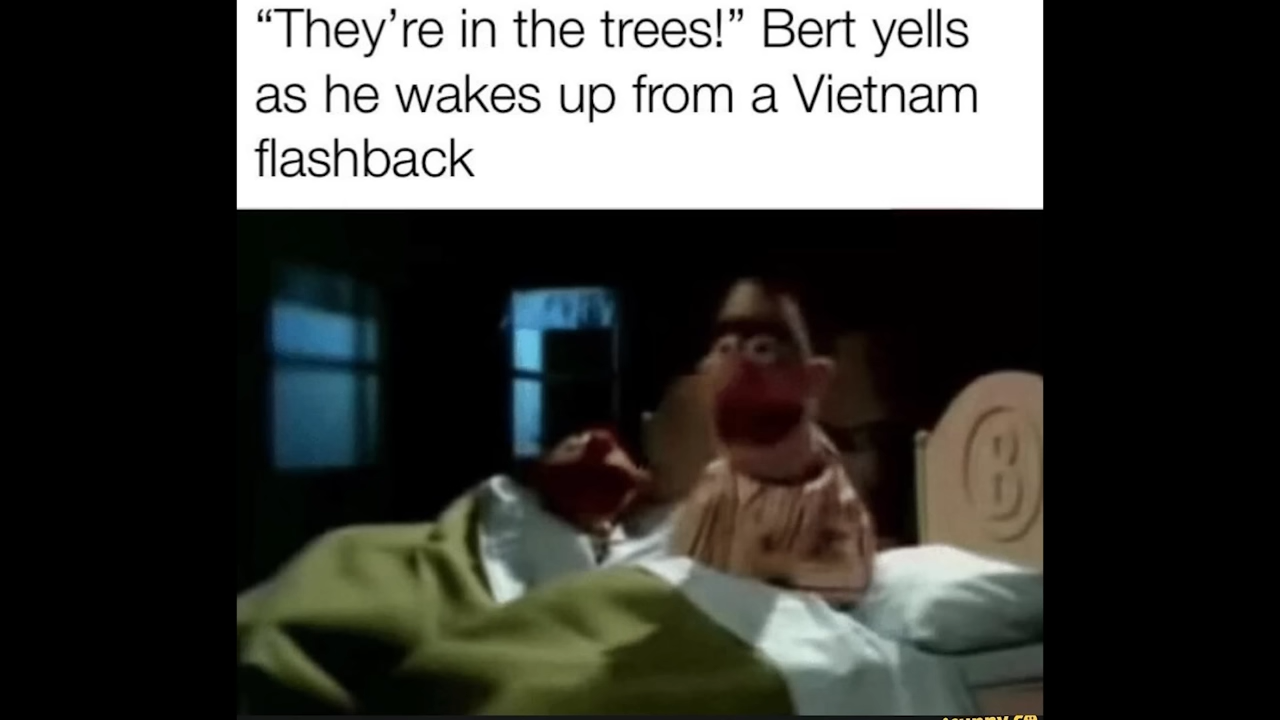 “They’re in the trees!” Bert yells
as he wakes up from a Vietnam
flashback
B